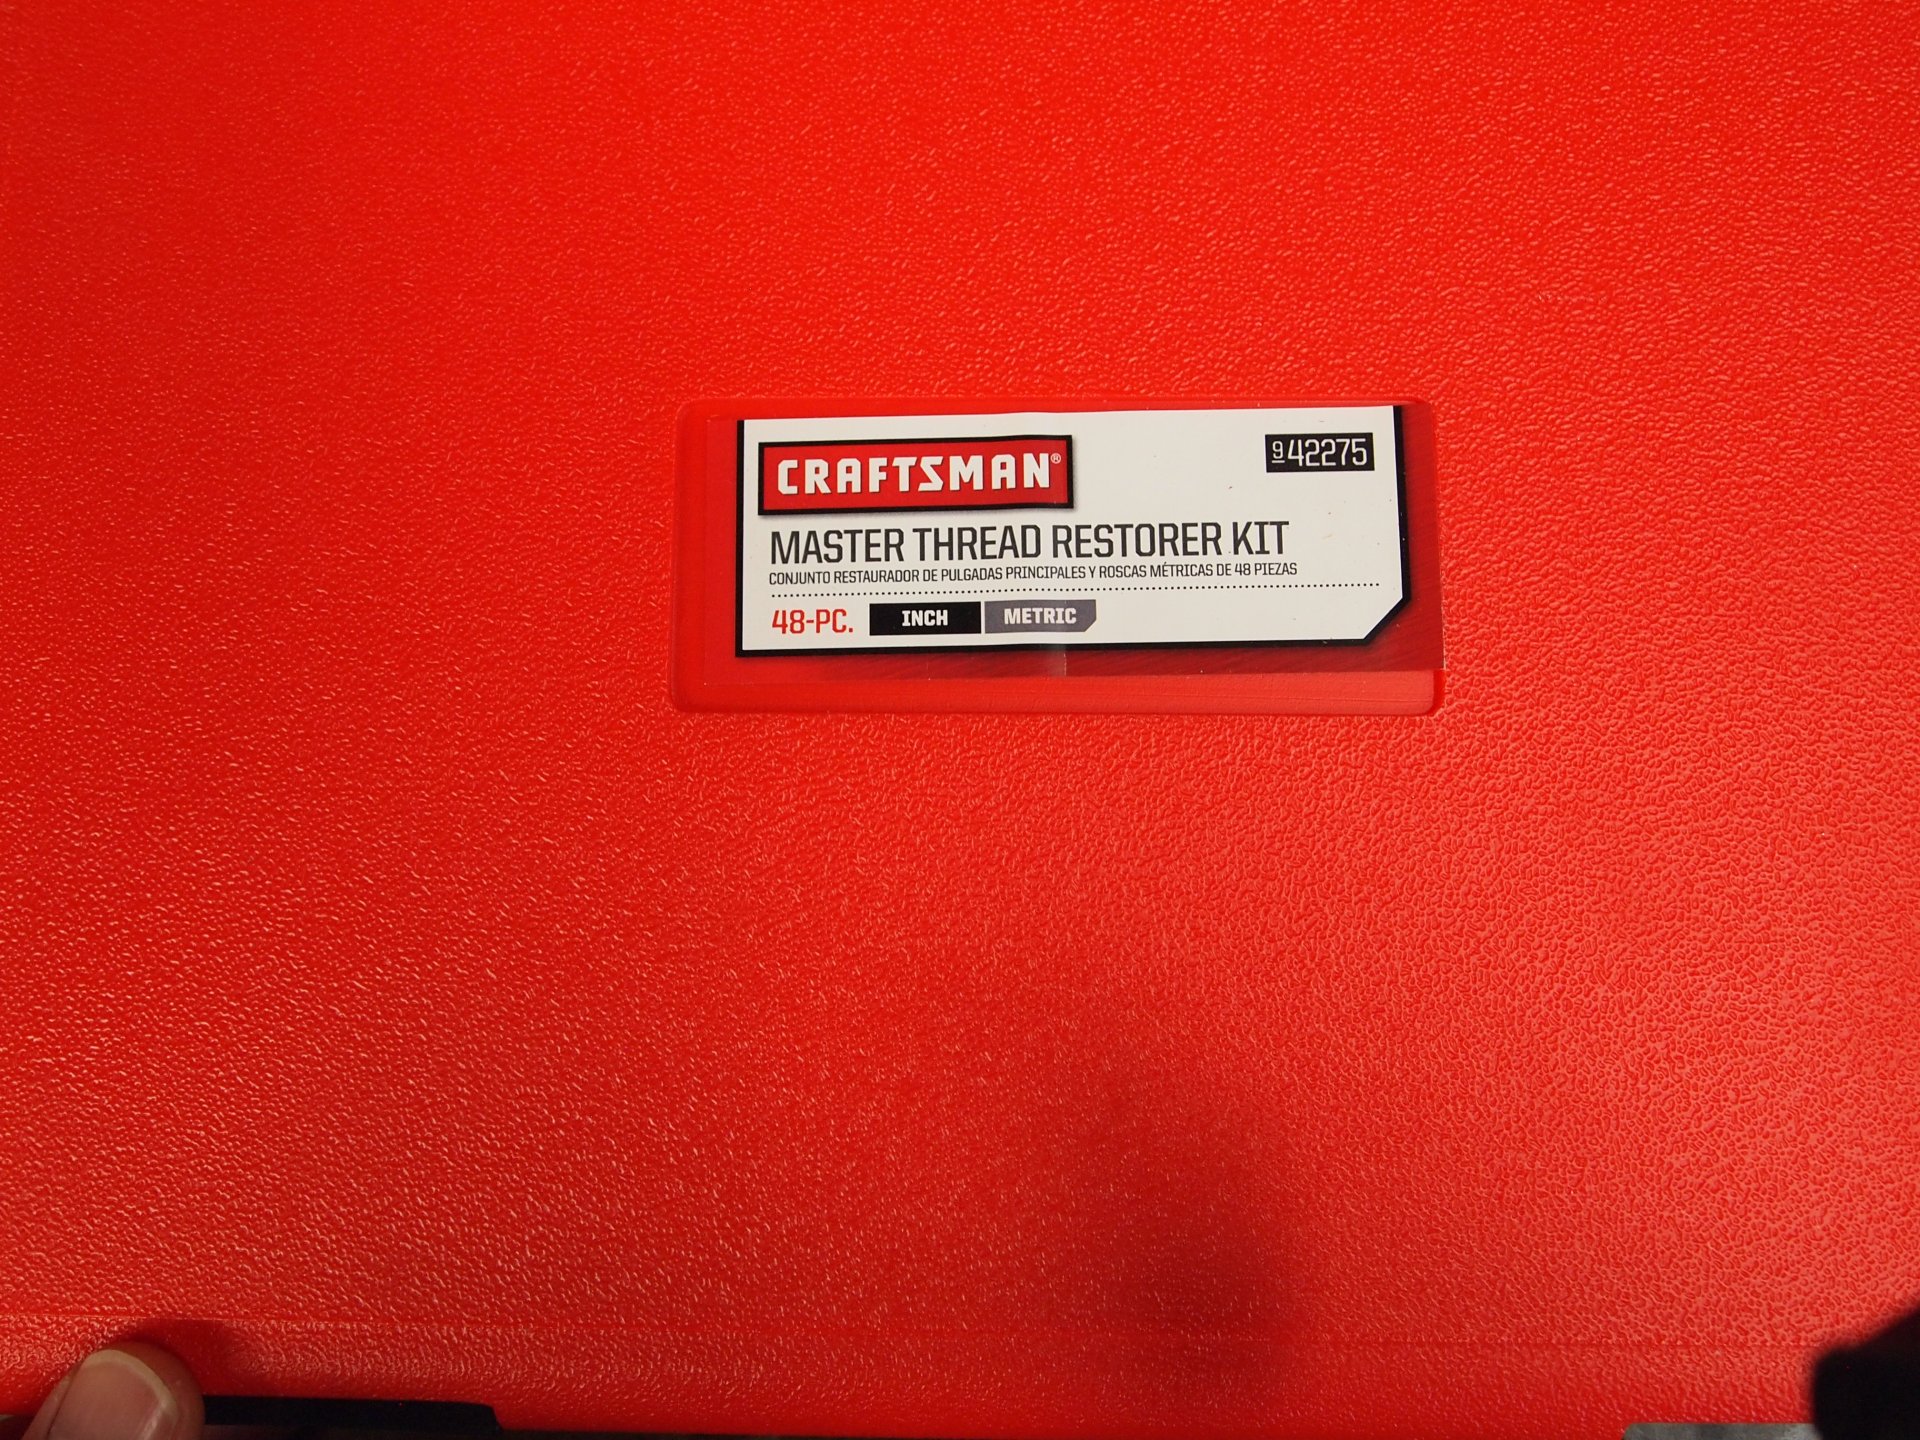 CRAFTSMAN®
942275
MASTER THREAD RESTORER KIT
CONJUNTO RESTAURADOR DE PULGADAS PRINCIPALES Y ROSCAS MÉTRICAS DE 48 PIEZAS
48-PC. INCH METRIC